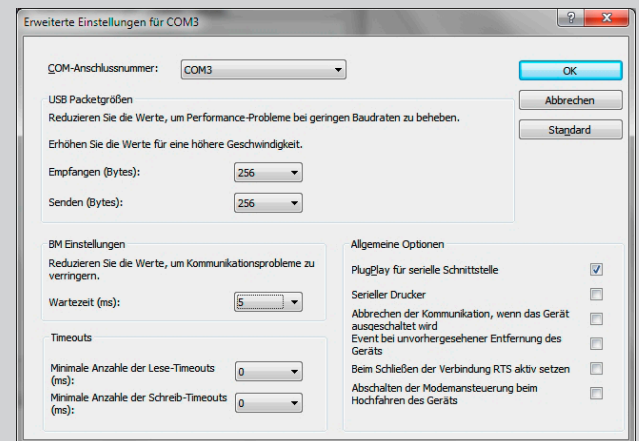 Erweiterte Einstellungen für COM3
COM-Anschlussnummer:
COM3
OK
Abbrechen
Standard
USB Packetgrößen
Reduzieren Sie die Werte, um Performance-Probleme bei geringen Baudraten zu beheben.
Erhöhen Sie die Werte für eine höhere Geschwindigkeit.
Empfangen (Bytes):
256
Senden (Bytes):
256
BM Einstellungen
Reduzieren Sie die Werte, um Kommunikationsprobleme zu
verringern.
Wartezeit (ms):
5
Timeouts
Minimale Anzahle der Lese-Timeouts
(ms):
0
Minimale Anzahle der Schreib-Timeouts
(ms):
0
Allgemeine Optionen
PlugPlay für serielle Schnittstelle
Serieller Drucker
Abbrechen der Kommunikation, wenn das Gerät
ausgeschaltet wird
Event bei unvorhergesehener Entfernung des
Geräts
Beim Schließen der Verbindung RTS aktiv setzen
Abschalten der Modemansteuerung beim
Hochfahren des Geräts